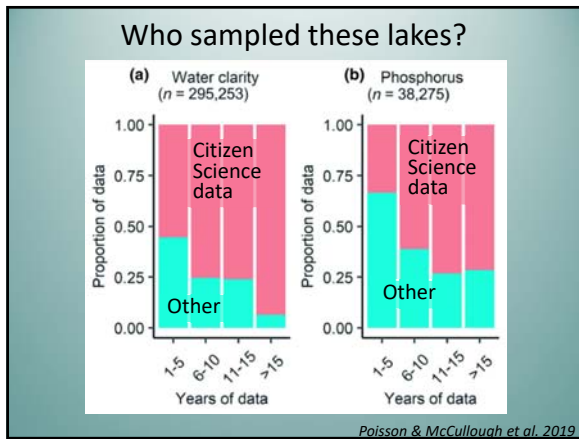 Who sampled these lakes?
(a) Water clarity
(n = 295,253)
Proportion of data
1.00
0.75
0.50
0.25
0.00
Citizen
Science
data
Other
1-5
6-10
11-15
>15
Years of data
(b) Phosphorus
(n = 38,275)
Proportion of data
1.00
0.75
0.50
0.25
0.00
Citizen
Science
data
Other
1-5
6-10
11-15
>15
Years of data
Poisson & McCullough et al. 2019